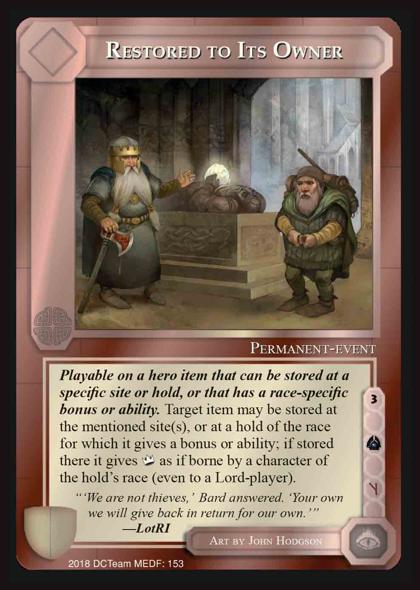 Restored to Its Owner
Permanent-event
Playable on a hero item that can be stored at a
specific site or hold, or that has a race-specific
bonus or ability. Target item may be stored at
the mentioned site(s), or at a hold of the race
for which it gives a bonus or ability; if stored
there it gives as if borne by a character of
the hold's race (even to a Lord-player).
“‘We are not thieves,’ Bard answered. ‘Your own
we will give back in return for our own.’”
—LotRI
3
Art by John Hodgson
2018 DCTeam MEDF: 153